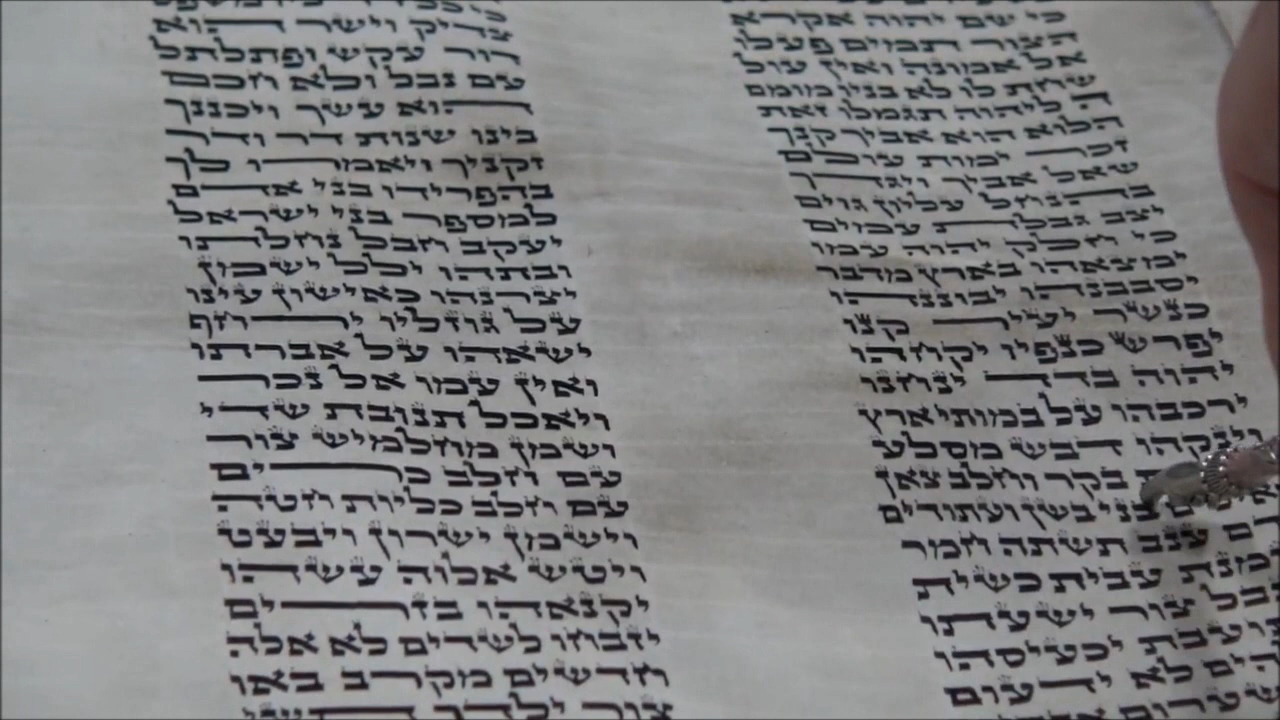 כי שם יהוה אקרא
הצור תמים פעלו
אל אמונה ואין עול
צדיק וישר הוא
שחת לו לא בניו מומם
דור עקש ופתלתל
ה ליהוה תגמלו זאת
עם נבל ולא חכם
הלוא הוא אביך קנך
הוא עשך ויכננך
זכר ימות עולם
בינו שנות דר ודר
שאל אביך ויגדך
זקניך ויאמרו לך
בהנחל עליון גוים
בהפרידו בני אדם
יצב גבלת עמים
למספר בני ישראל
כי חלק יהוה עמו
יעקב חבל נחלתו
ימצאהו בארץ מדבר
ובתהו ילל ישמן
יסבבנהו יבוננהו
יצרנהו כאישון עינו
כנשר יעיר קנו
על גוזליו ירחף
יפרש כנפיו יקחהו
ישאהו על אברתו
יהוה בדד ינחנו
ואין עמו אל נכר
ירכבהו על במותי ארץ
ויאכל תנובת שדי
וינקהו דבש מסלע
ושמן מחלמיש צור
בקר וחלב צאן
עם חלב כרים
בני בשן ועתודים
עם חלב כליות חטה
ענב תשתה חמר
וישמן ישרון ויבעט
עבית כשית
ויטש אלוה עשהו
צור ישעתו
יקנאהו בזרים
יכעיסהו
יזבחו לשדים לא אלה
לא ידעום
חדשים מקרב באו
שערום
צור ילדך תשי